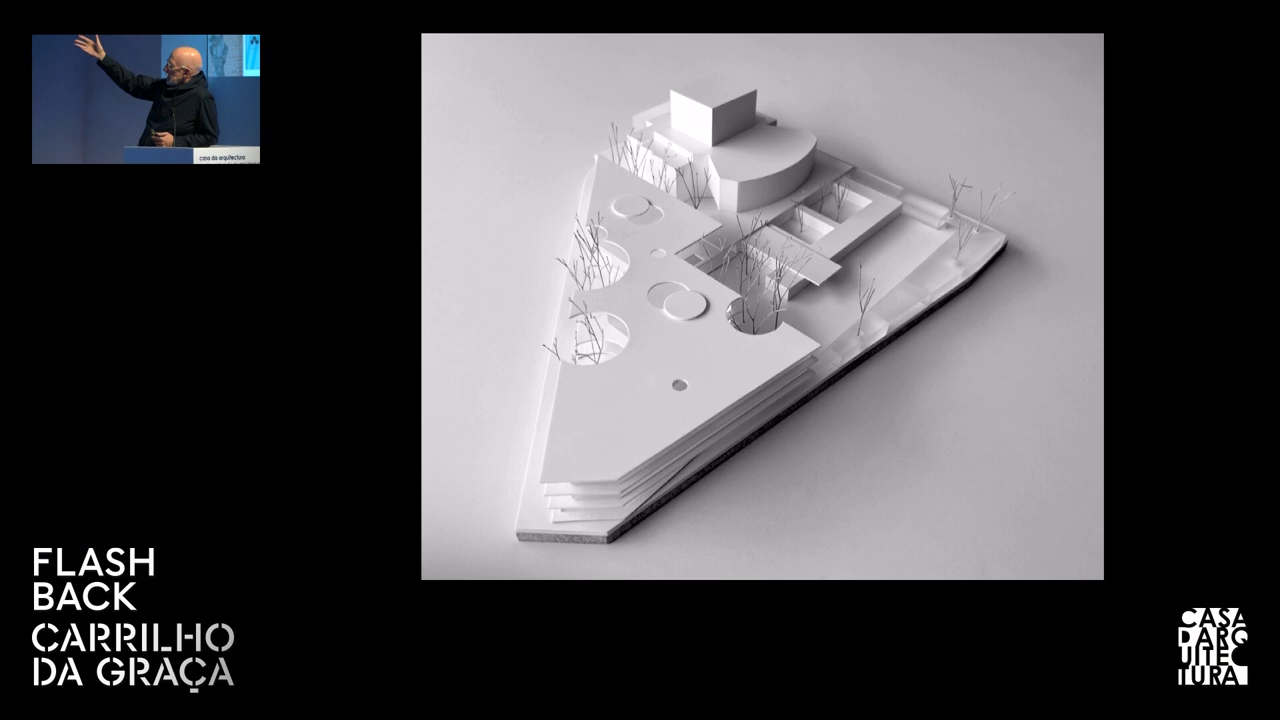 casa da arquitectura
FLASH
BACK
CARRILHO
DA GRAÇA
CASA
DARQ
UITEC
TURA